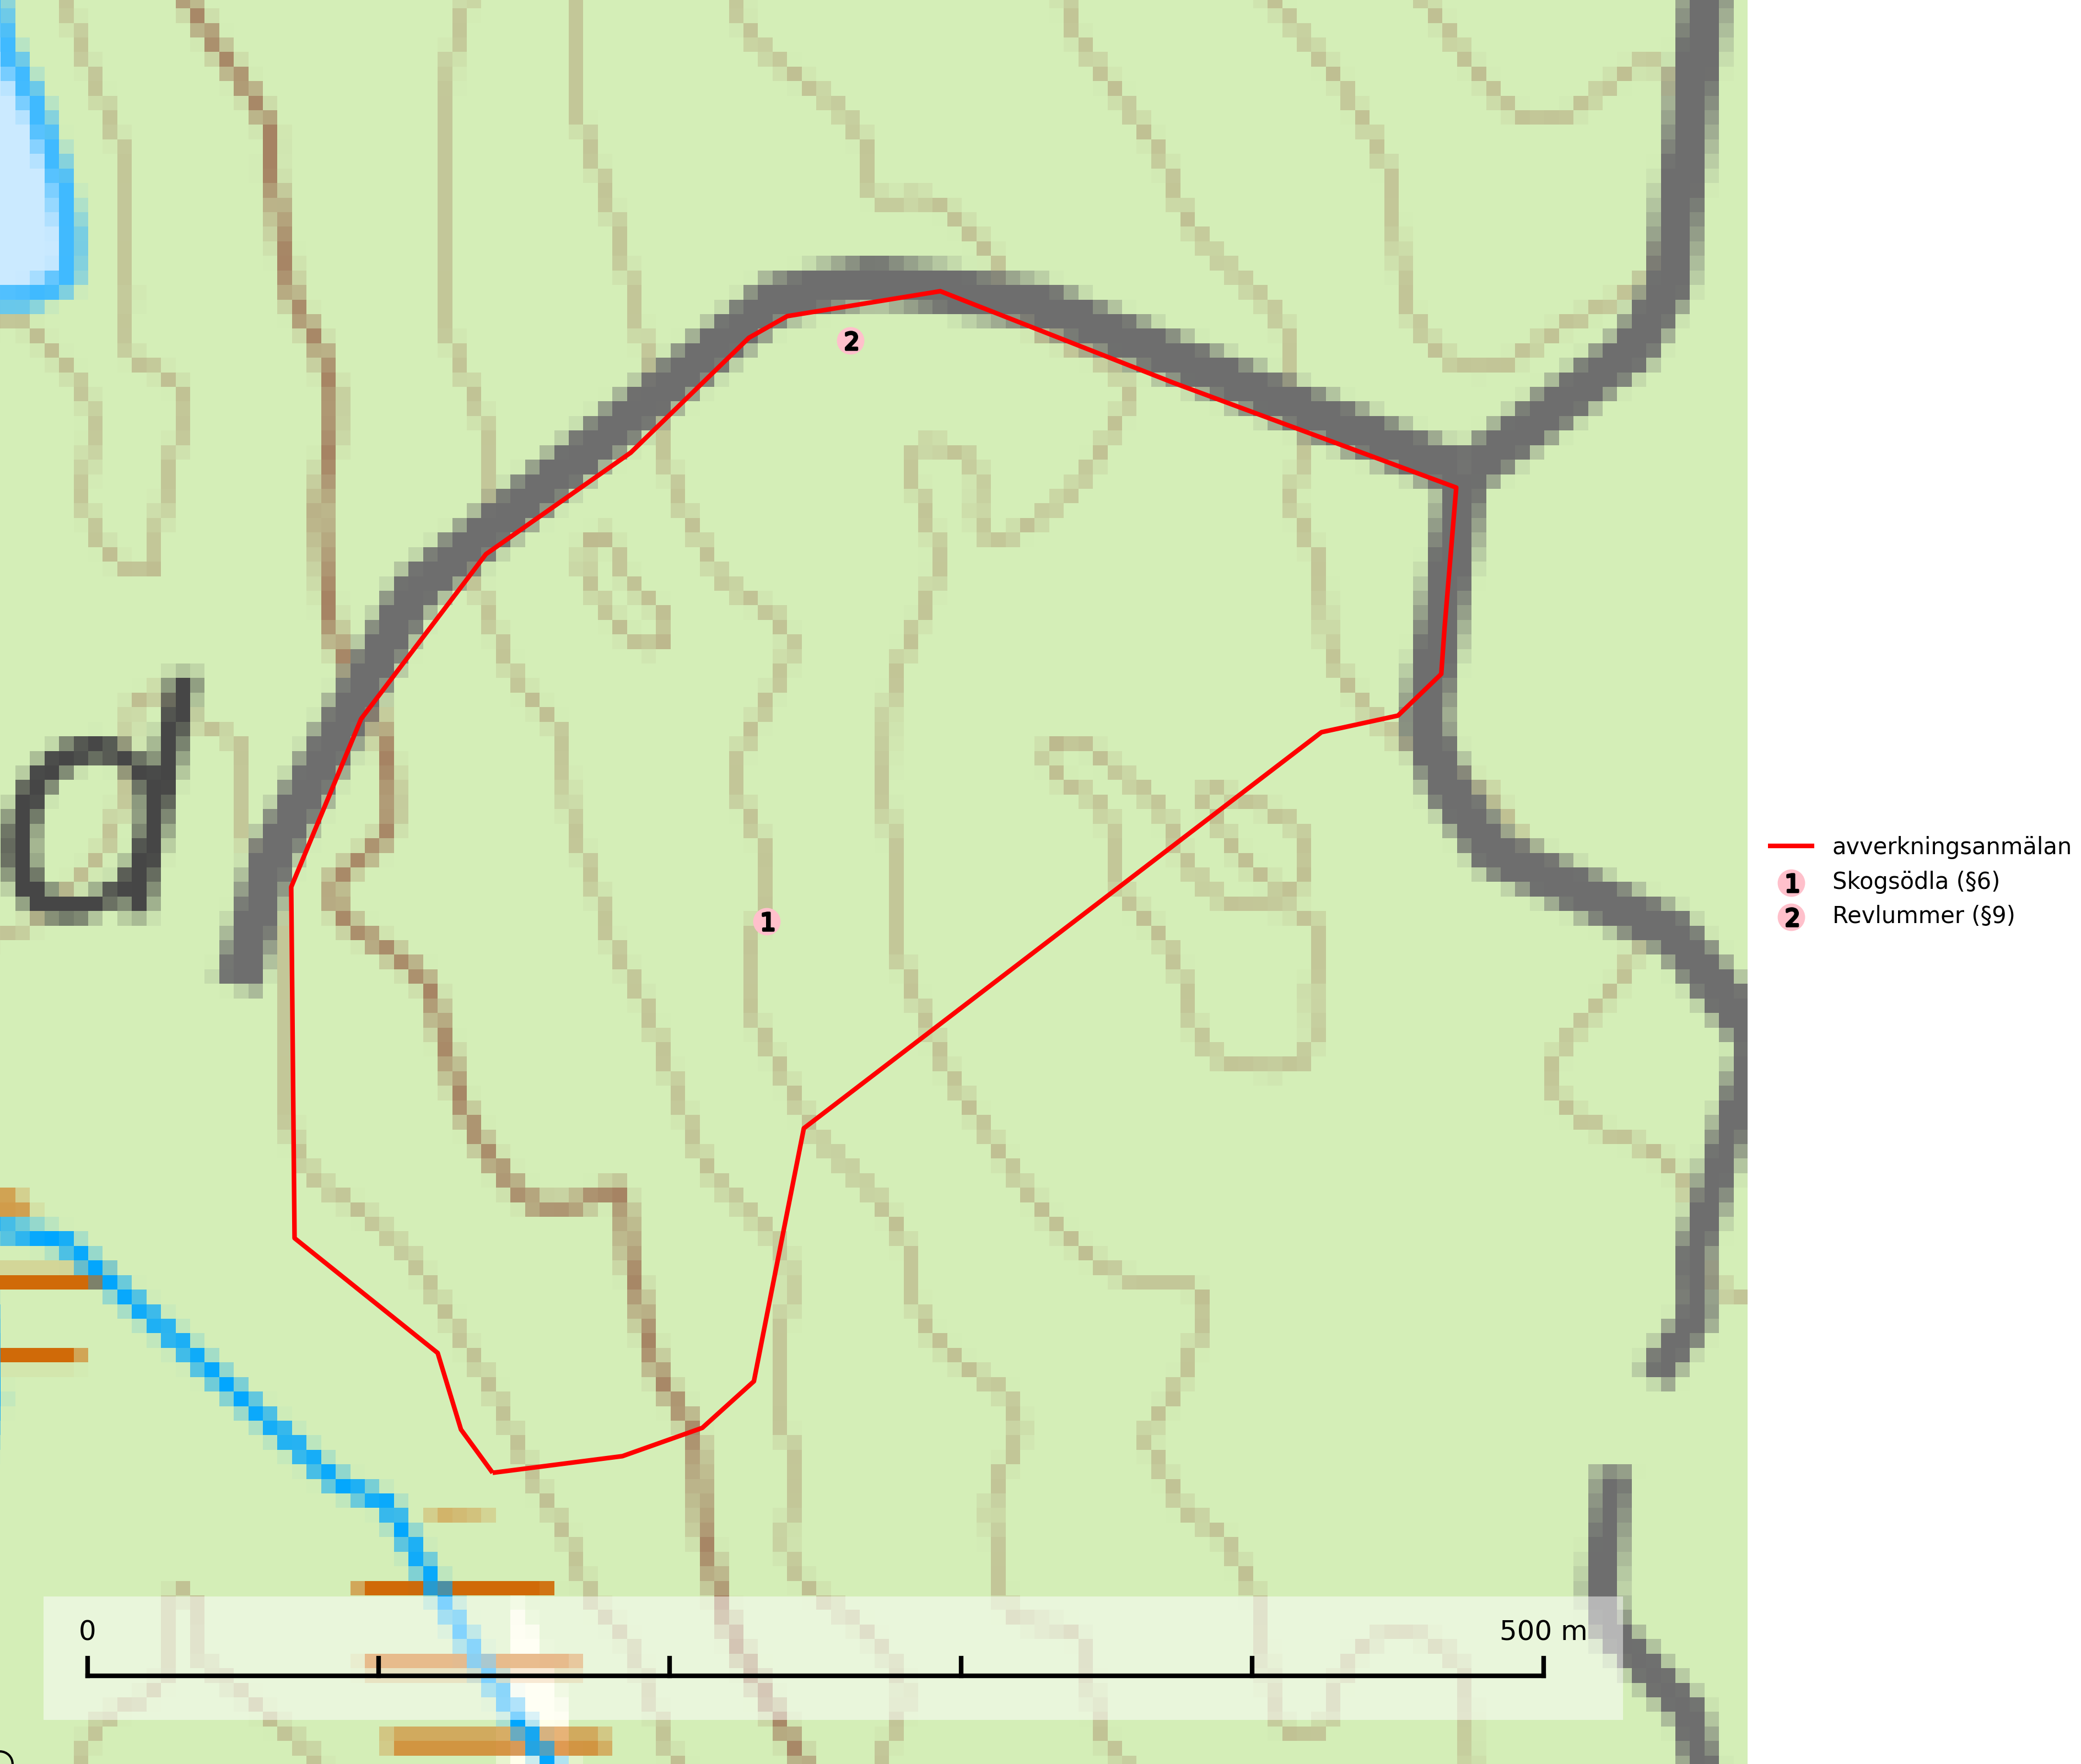 2
1
avverkningsanmälan
1 Skogsödla (§6)
2 Revlummer (§9)
0 500 m